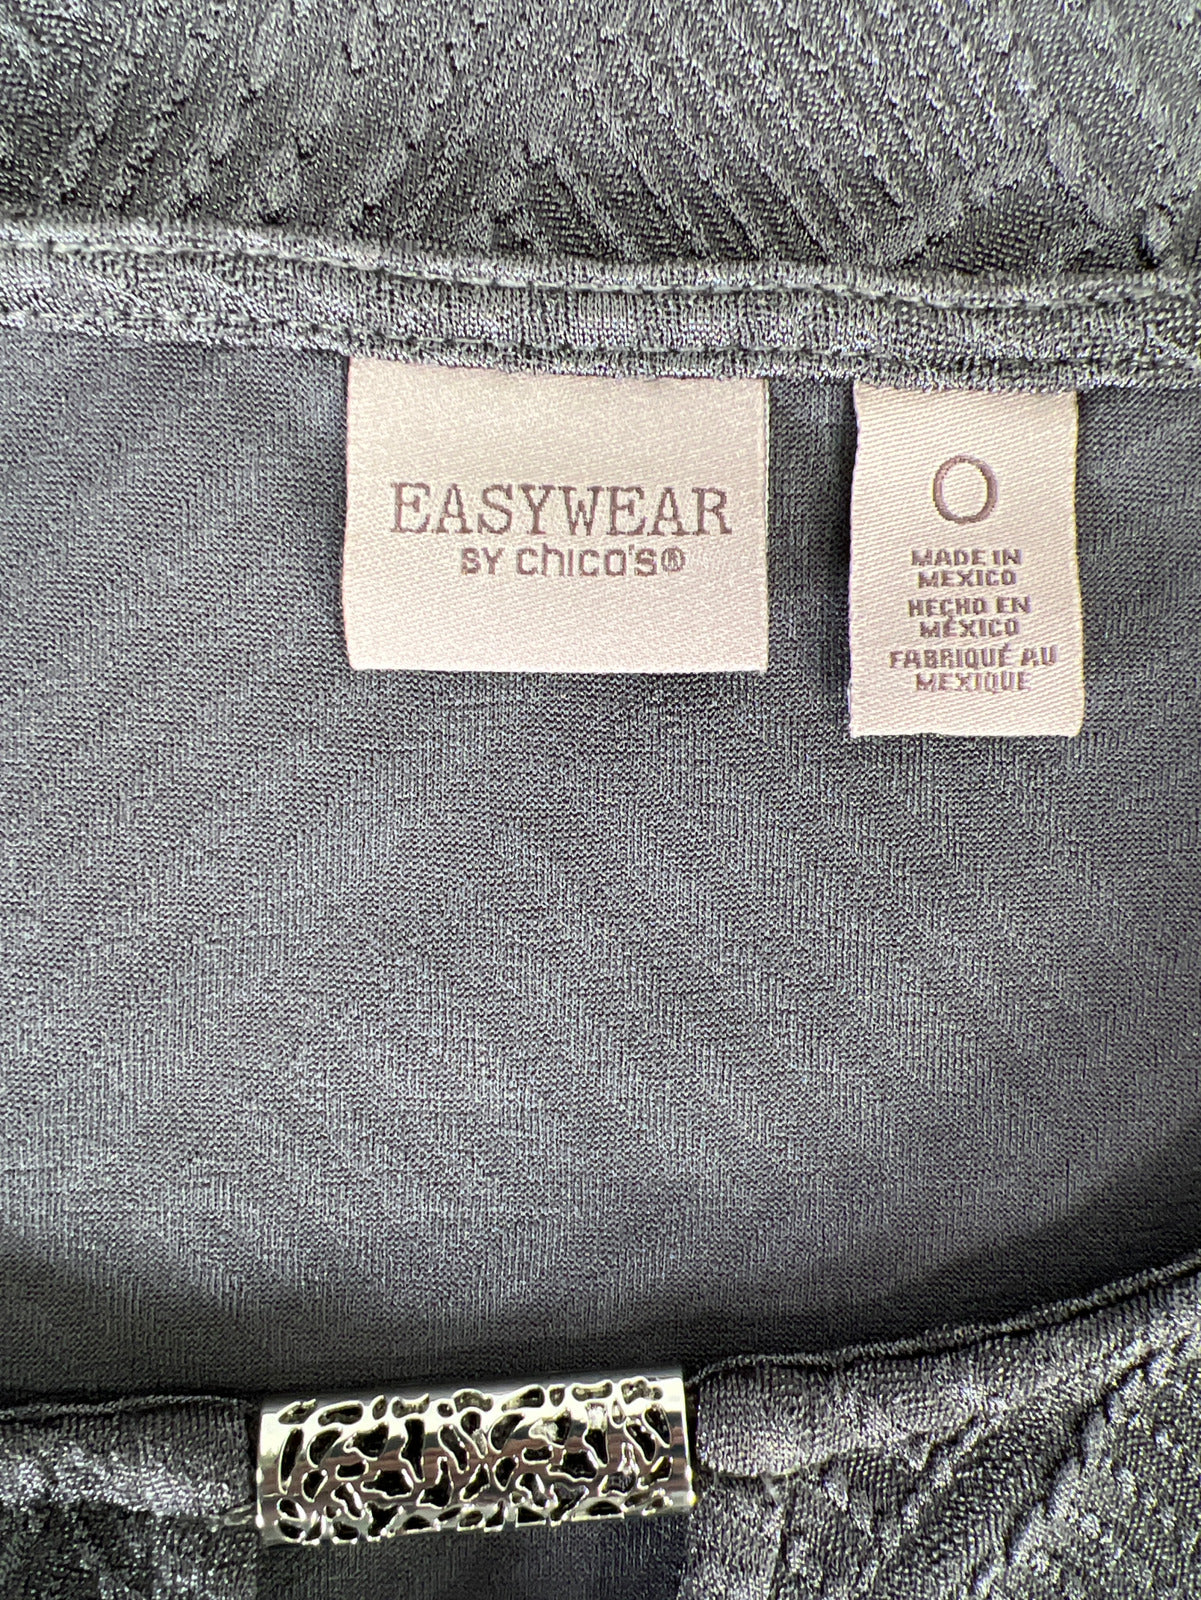 EASYWEAR
BY chico's®
0
MADE IN
MEXICO
HECHO EN
MÉXICO
FABRIQUÉ AU
MEXIQUE